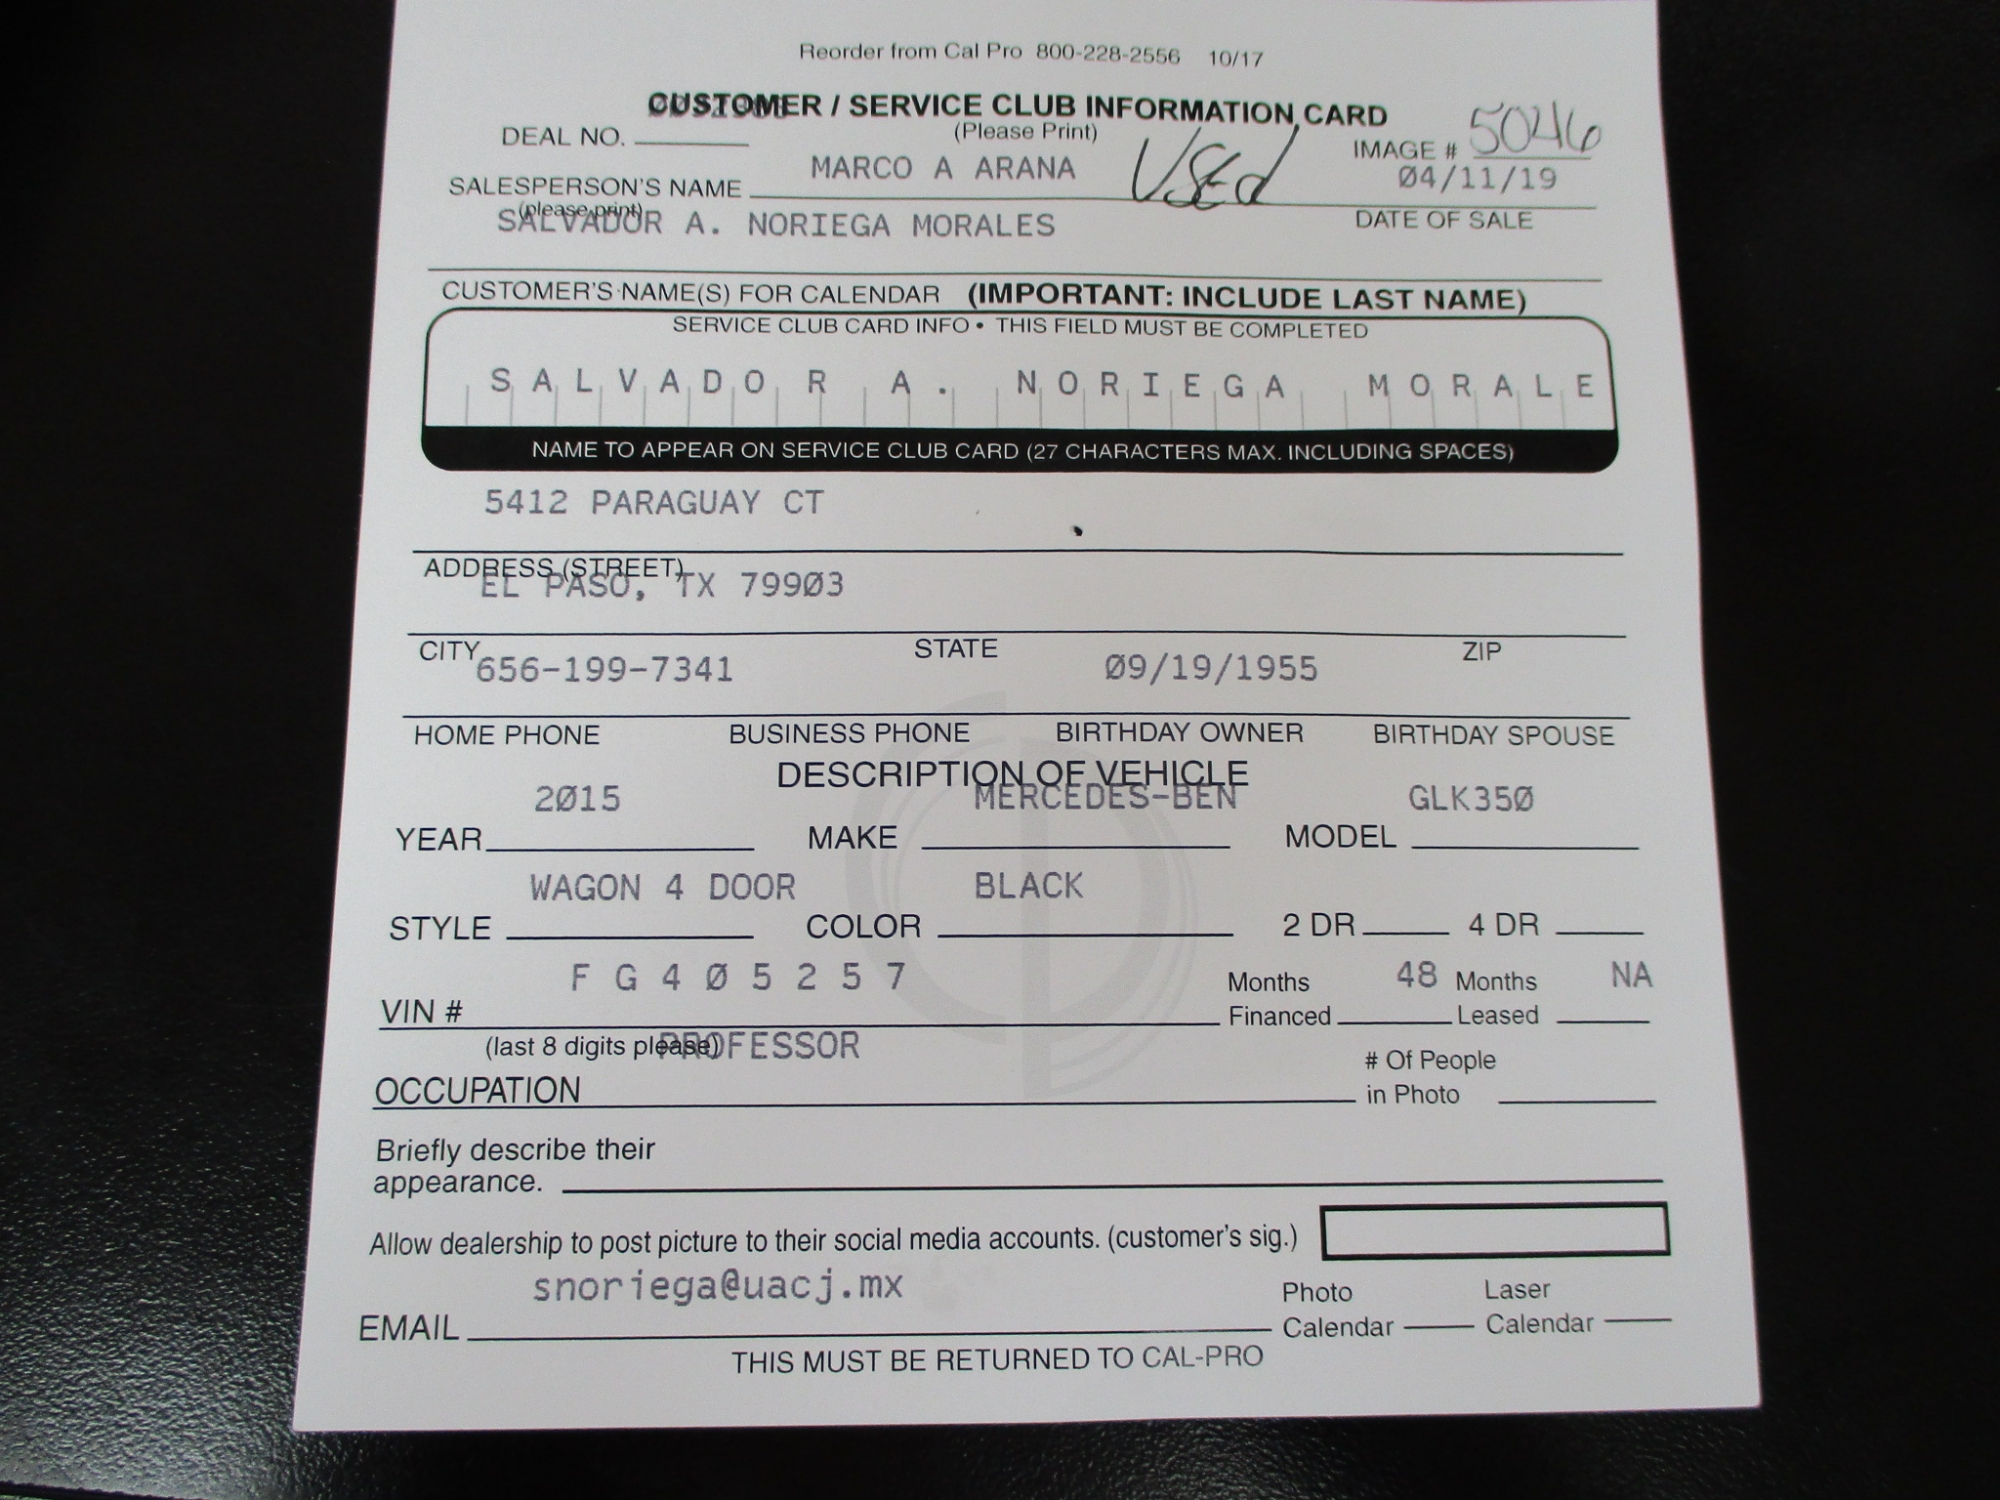 Reorder from Cal Pro 800-228-2556 10/17
CUSTOMER / SERVICE CLUB INFORMATION CARD
(Please Print)
DEAL NO.
IMAGE # 5046
MARCO A ARANA Used 04/11/19
SALESPERSON'S NAME
(please print) DATE OF SALE
SALVADOR A. NORIEGA MORALES
CUSTOMER'S NAME(S) FOR CALENDAR (IMPORTANT: INCLUDE LAST NAME)
SERVICE CLUB CARD INFO • THIS FIELD MUST BE COMPLETED
SALVADOR A. NORIEGA MORALE
NAME TO APPEAR ON SERVICE CLUB CARD (27 CHARACTERS MAX. INCLUDING SPACES)
5412 PARAGUAY CT
ADDRESS (STREET)
EL PASO, TX 79903
CITY STATE ZIP
656-199-7341 09/19/1955
HOME PHONE BUSINESS PHONE BIRTHDAY OWNER BIRTHDAY SPOUSE
DESCRIPTION OF VEHICLE
2015 MERCEDES-BEN GLK350
YEAR MAKE MODEL
WAGON 4 DOOR BLACK
STYLE COLOR 2 DR 4 DR
FG405257 Months 48 Months NA
VIN # Financed Leased
(last 8 digits please) PROFESSOR
# Of People
OCCUPATION in Photo
Briefly describe their
appearance.
Allow dealership to post picture to their social media accounts. (customer's sig.)
snoriega@uacj.mx Photo Laser
EMAIL Calendar Calendar
THIS MUST BE RETURNED TO CAL-PRO